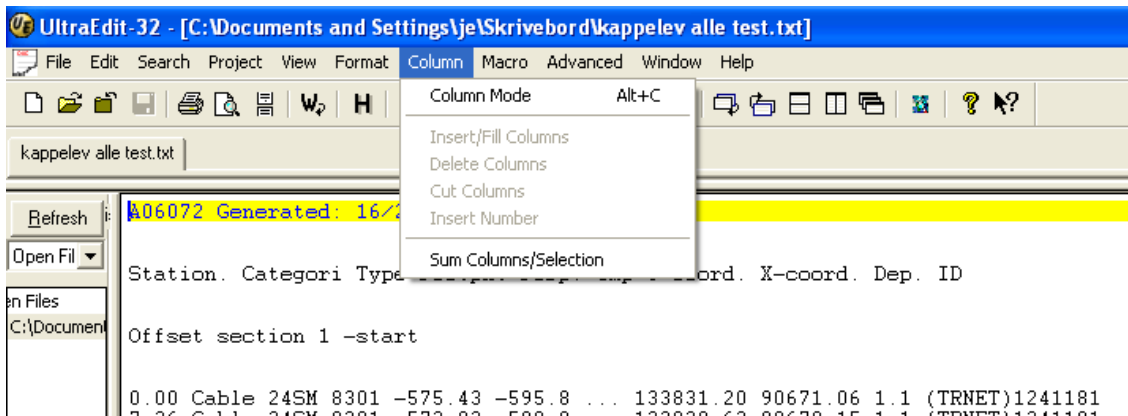 UltraEdit-32 - [C:\Documents and Settings\je\Skrivebord\kappelev alle test.txt]
File Edit Search Project View Format Column Macro Advanced Window Help
Column Mode Alt+C
Insert/Fill Columns
Delete Columns
Cut Columns
Insert Number
Sum Columns/Selection
kappelev alle test.txt
Refresh
Open Fil
en Files
C:\Document
A06072 Generated: 16/2
Station. Categori Type X-coord. Dep. ID
Offset section 1 -start
0.00 Cable 24SM 8301 -575.43 -595.8 ... 133831.20 90671.06 1.1 (TRNET)1241181